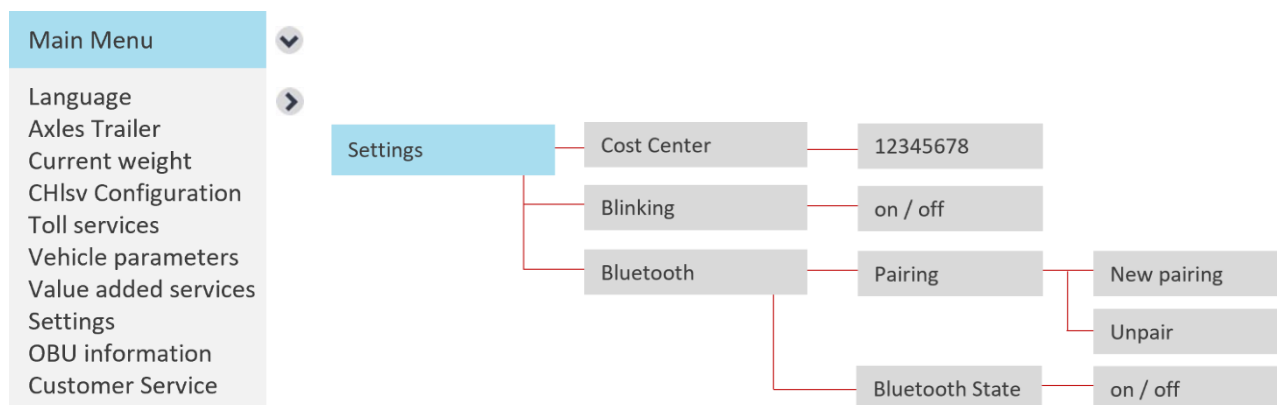 Main Menu
Language
Axles Trailer
Current weight
CHlsv Configuration
Toll services
Vehicle parameters
Value added services
Settings
OBU information
Customer Service
Settings
Cost Center
12345678
Blinking
on / off
Bluetooth
Pairing
New pairing
Unpair
Bluetooth State
on / off